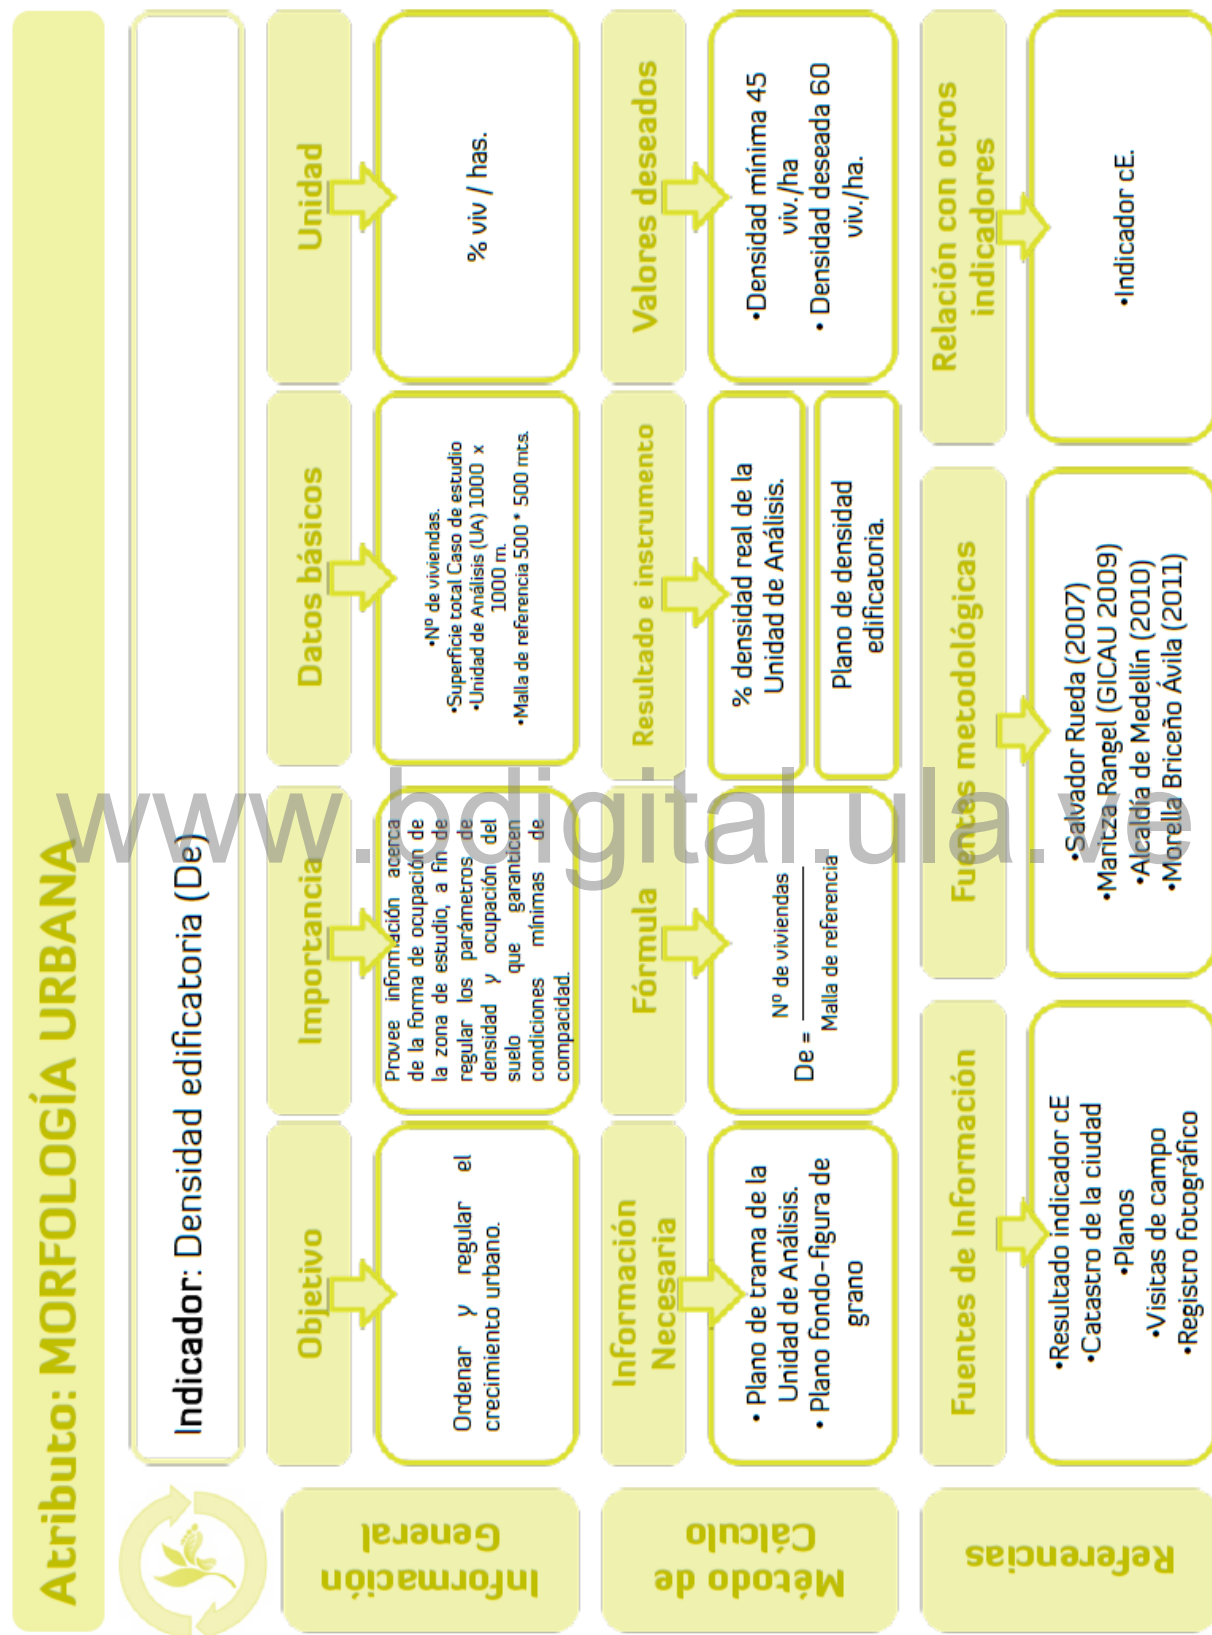 Atributo: MORFOLOGÍA URBANA
Indicador: Densidad edificatoria (De)
Información
General
Objetivo
Ordenar y regular el
crecimiento urbano.
Importancia
Provee información acerca
de la forma de ocupación de
la zona de estudio, a fin de
regular los parámetros de
densidad y ocupación del
suelo que garanticen
condiciones mínimas de
compacidad.
Datos básicos
•Nº de viviendas.
•Superficie total Caso de estudio
•Unidad de Análisis (UA) 1000 x
1000 m.
•Malla de referencia 500 * 500 mts.
Unidad
% viv / has.
Método de
Cálculo
Información
Necesaria
• Plano de trama de la
Unidad de Análisis.
• Plano fondo-figura de
grano
Fórmula
De =
Nº de viviendas
Malla de referencia
Resultado e instrumento
% densidad real de la
Unidad de Análisis.
Plano de densidad
edificatoria.
Valores deseados
•Densidad mínima 45
viv./ha
• Densidad deseada 60
viv./ha.
Referencias
Fuentes de Información
•Resultado indicador cE
•Catastro de la ciudad
•Planos
•Visitas de campo
•Registro fotográfico
Fuentes metodológicas
•Salvador Rueda (2007)
•Maritza Rangel (GICAU 2009)
•Alcaldía de Medellín (2010)
•Morella Briceño Ávila (2011)
Relación con otros
indicadores
•Indicador cE.
www.bdigital.ula.ve